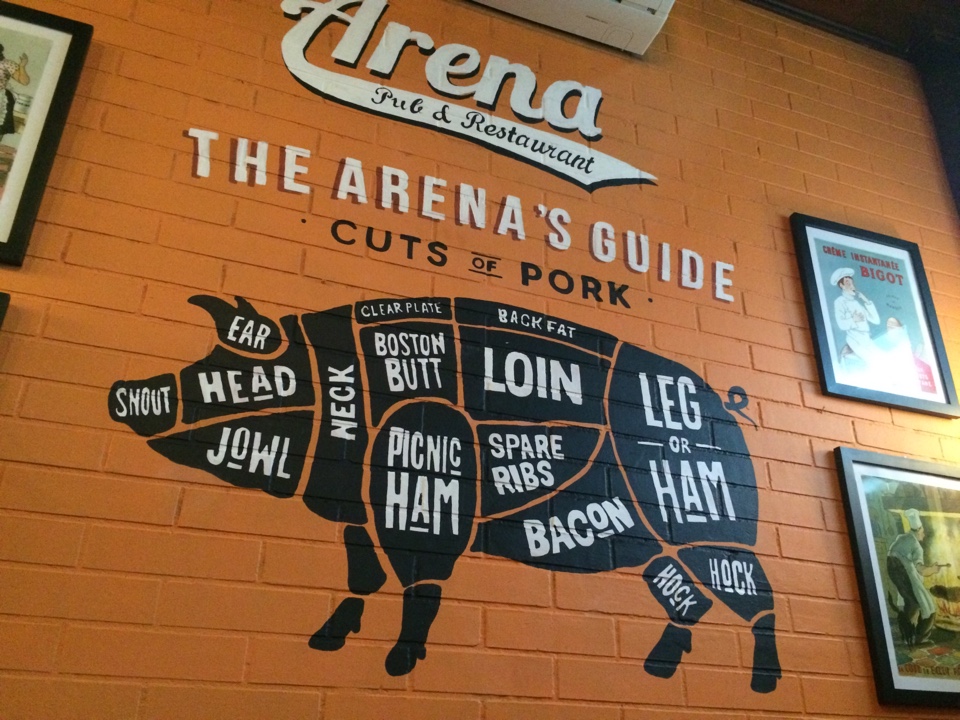 Arena
Pub & Restaurant
THE ARENA'S GUIDE
· CUTS OF PORK ·
CLEAR PLATE
BACK FAT
EAR
SNOUT
HEAD
JOWL
NECK
BOSTON
BUTT
PICNIC
HAM
LOIN
SPARE
RIBS
BACON
LEG
OR
HAM
HOCK
HOCK
CRÈME INSTANTANÉE
BIGOT